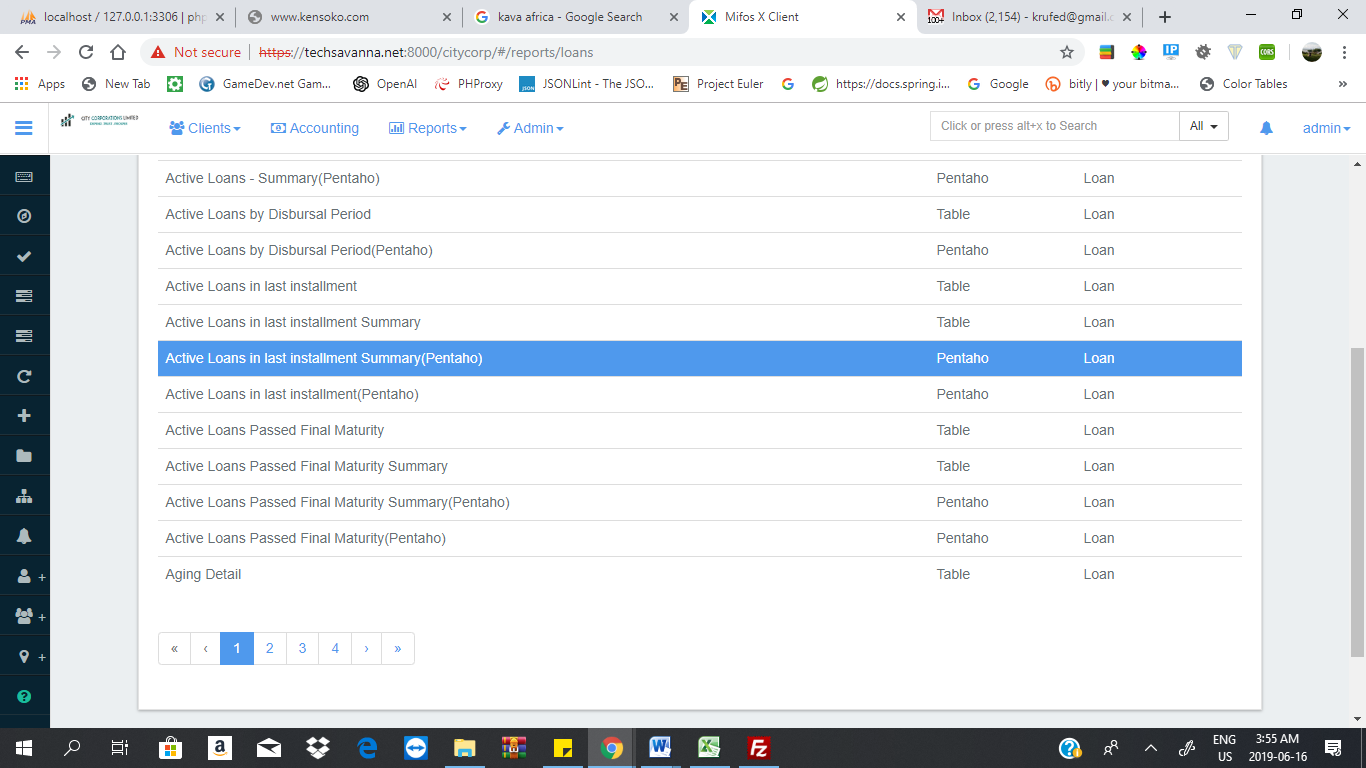 localhost / 127.0.0.1:3306 | php
www.kensoko.com
kava africa - Google Search
Mifos X Client
100+
Inbox (2,154) - krufed@gmail.c
Not secure | https://techsavanna.net:8000/citycorp/#/reports/loans
IP
CORS
Apps
New Tab
GameDev.net Gam...
OpenAI
PHProxy
JSON
JSONLint - The JSO...
PE
Project Euler
https://docs.spring.i...
Google
bitly | ♥ your bitma...
Color Tables
»
CITY CORPORATIONS LIMITED
Clients
Accounting
Reports
Admin
Click or press alt+x to Search
All
admin
Active Loans - Summary(Pentaho) Pentaho Loan
Active Loans by Disbursal Period Table Loan
Active Loans by Disbursal Period(Pentaho) Pentaho Loan
Active Loans in last installment Table Loan
Active Loans in last installment Summary Table Loan
Active Loans in last installment Summary(Pentaho) Pentaho Loan
Active Loans in last installment(Pentaho) Pentaho Loan
Active Loans Passed Final Maturity Table Loan
Active Loans Passed Final Maturity Summary Table Loan
Active Loans Passed Final Maturity Summary(Pentaho) Pentaho Loan
Active Loans Passed Final Maturity(Pentaho) Pentaho Loan
Aging Detail Table Loan
« ‹ 1 2 3 4 › »
ENG
US
3:55 AM
2019-06-16